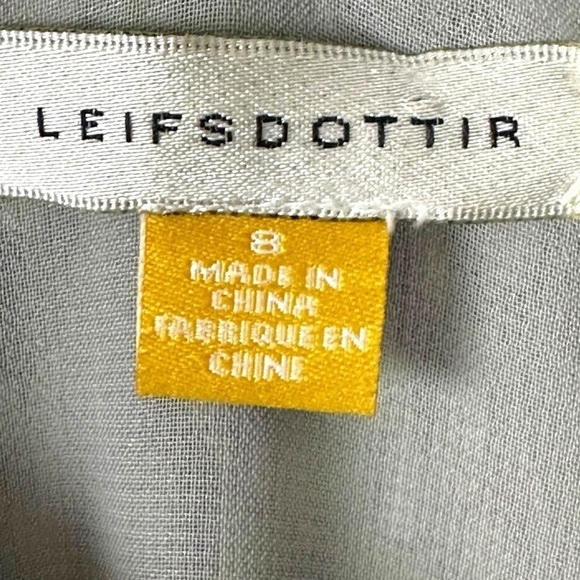 LEIFSDOTTIR
8
MADE IN
CHINA
FABRIQUE EN
CHINE